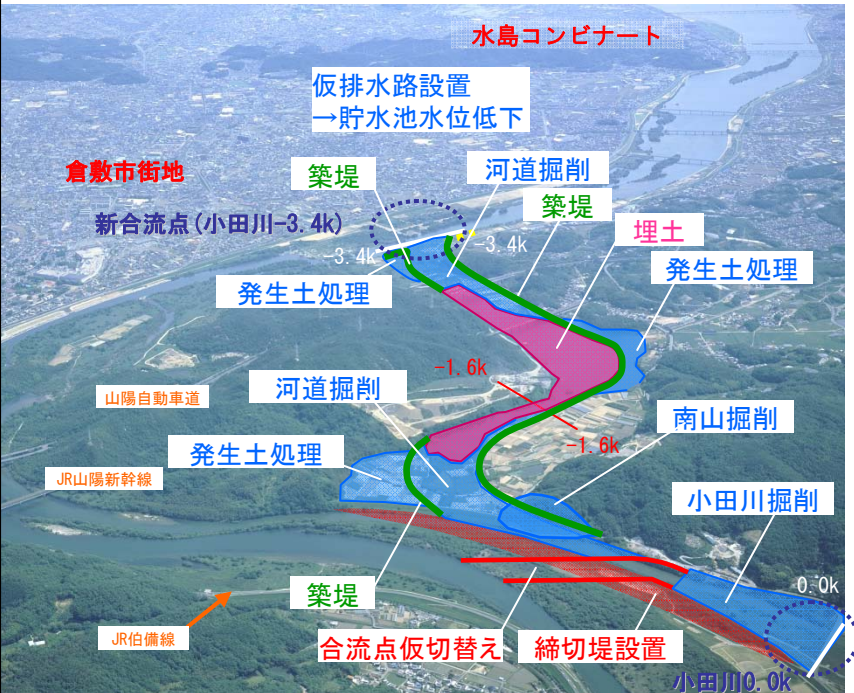 水島コンビナート
仮排水路設置
→貯水池水位低下
倉敷市街地
築堤
河道掘削
新合流点(小田川-3.4k)
築堤
埋土
-3.4k
-3.4k
発生土処理
発生土処理
-1.6k
山陽自動車道
河道掘削
南山掘削
-1.6k
発生土処理
JR山陽新幹線
小田川掘削
0.0k
築堤
JR伯備線
合流点仮切替え
締切堤設置
小田川0.0k